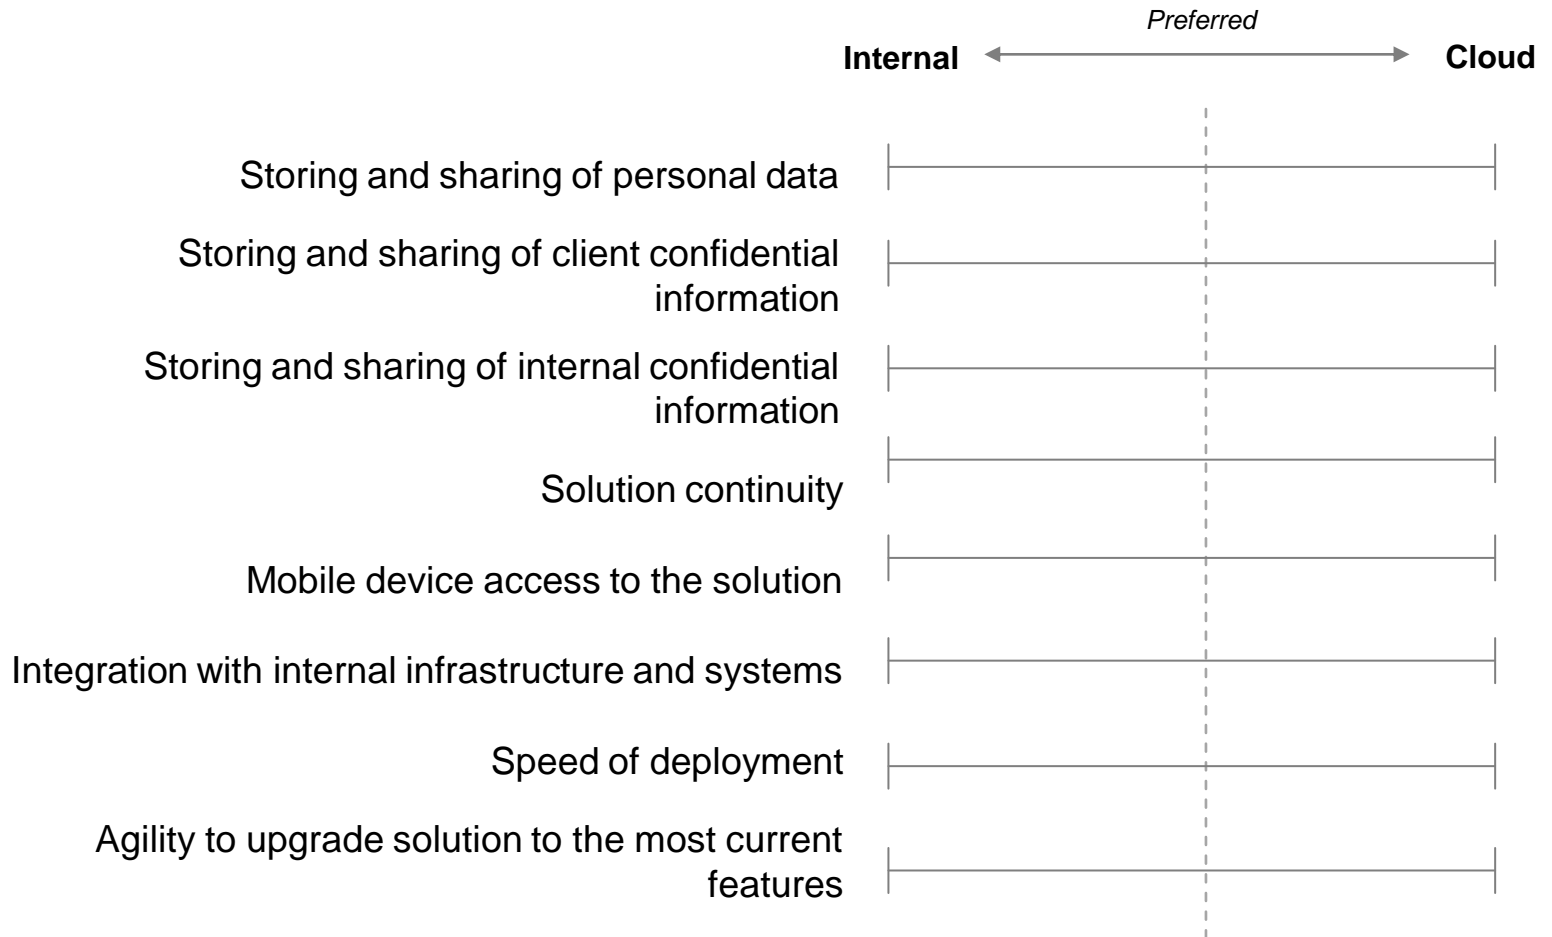 Preferred
Internal
Cloud
Storing and sharing of personal data
Storing and sharing of client confidential
information
Storing and sharing of internal confidential
information
Solution continuity
Mobile device access to the solution
Integration with internal infrastructure and systems
Speed of deployment
Agility to upgrade solution to the most current
features